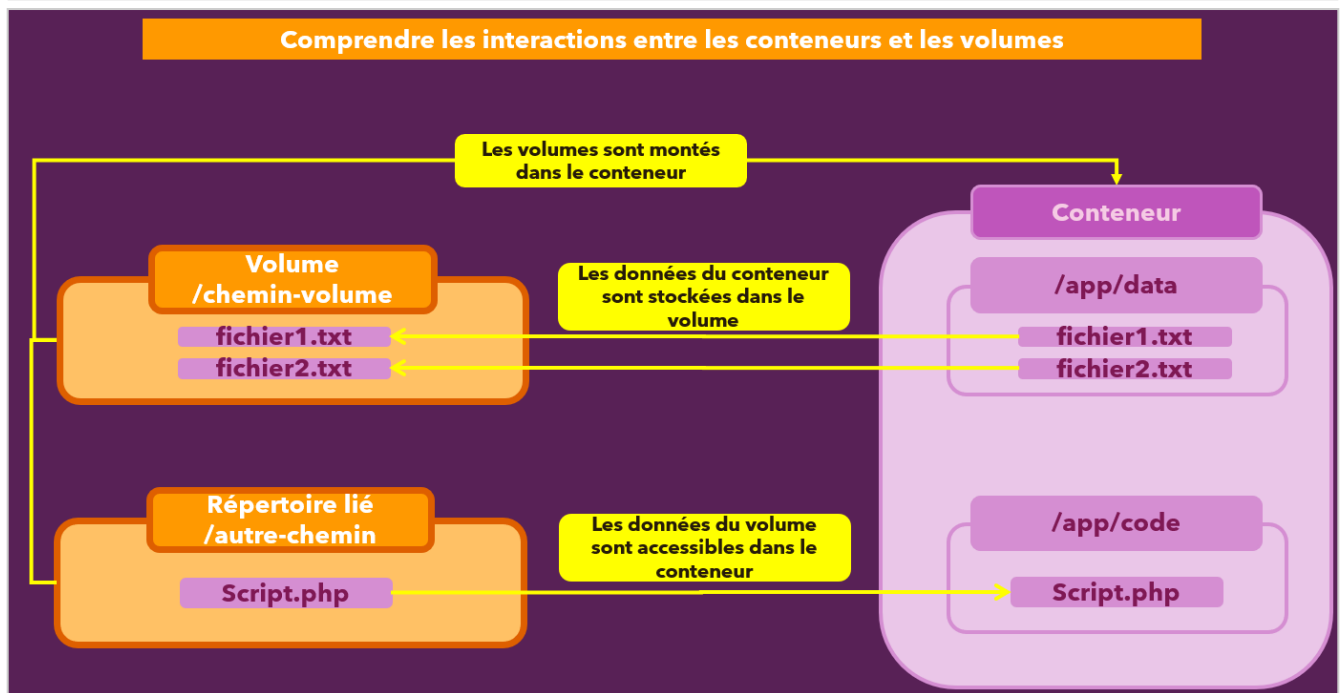 Comprendre les interactions entre les conteneurs et les volumes
Les volumes sont montés
dans le conteneur
Conteneur
Volume
/chemin-volume
fichier1.txt
fichier2.txt
Les données du conteneur
sont stockées dans le
volume
/app/data
fichier1.txt
fichier2.txt
Répertoire lié
/autre-chemin
Script.php
Les données du volume
sont accessibles dans le
conteneur
/app/code
Script.php